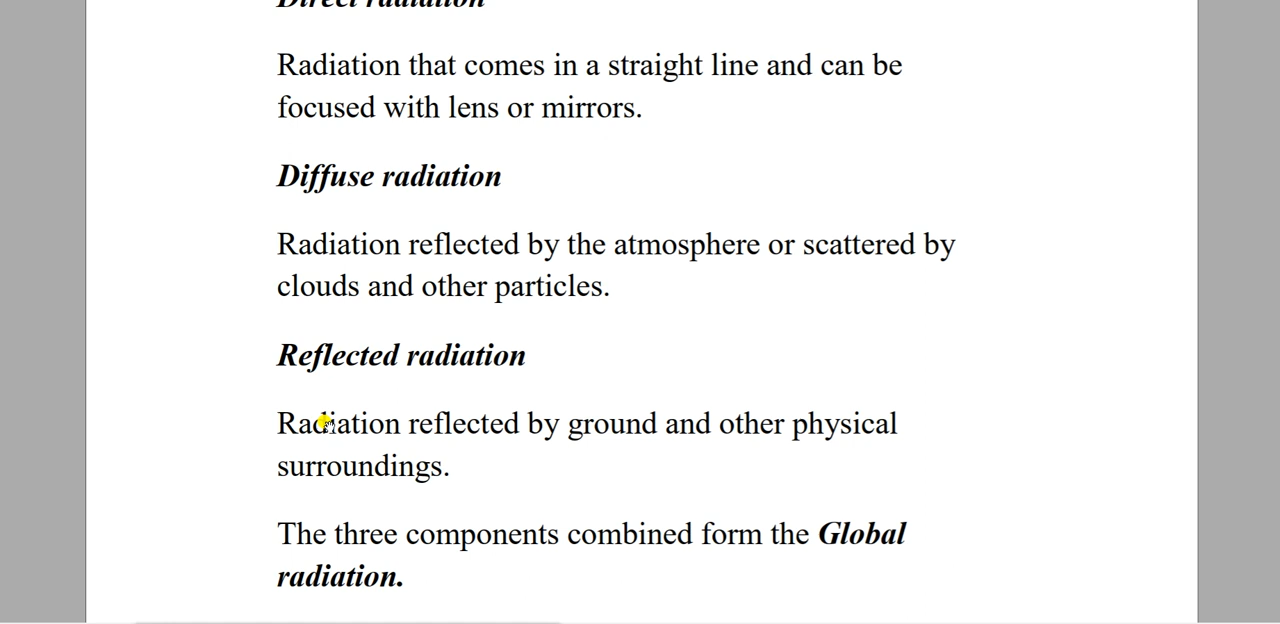 Direct radiation
Radiation that comes in a straight line and can be
focused with lens or mirrors.
Diffuse radiation
Radiation reflected by the atmosphere or scattered by
clouds and other particles.
Reflected radiation
Radiation reflected by ground and other physical
surroundings.
The three components combined form the Global
radiation.